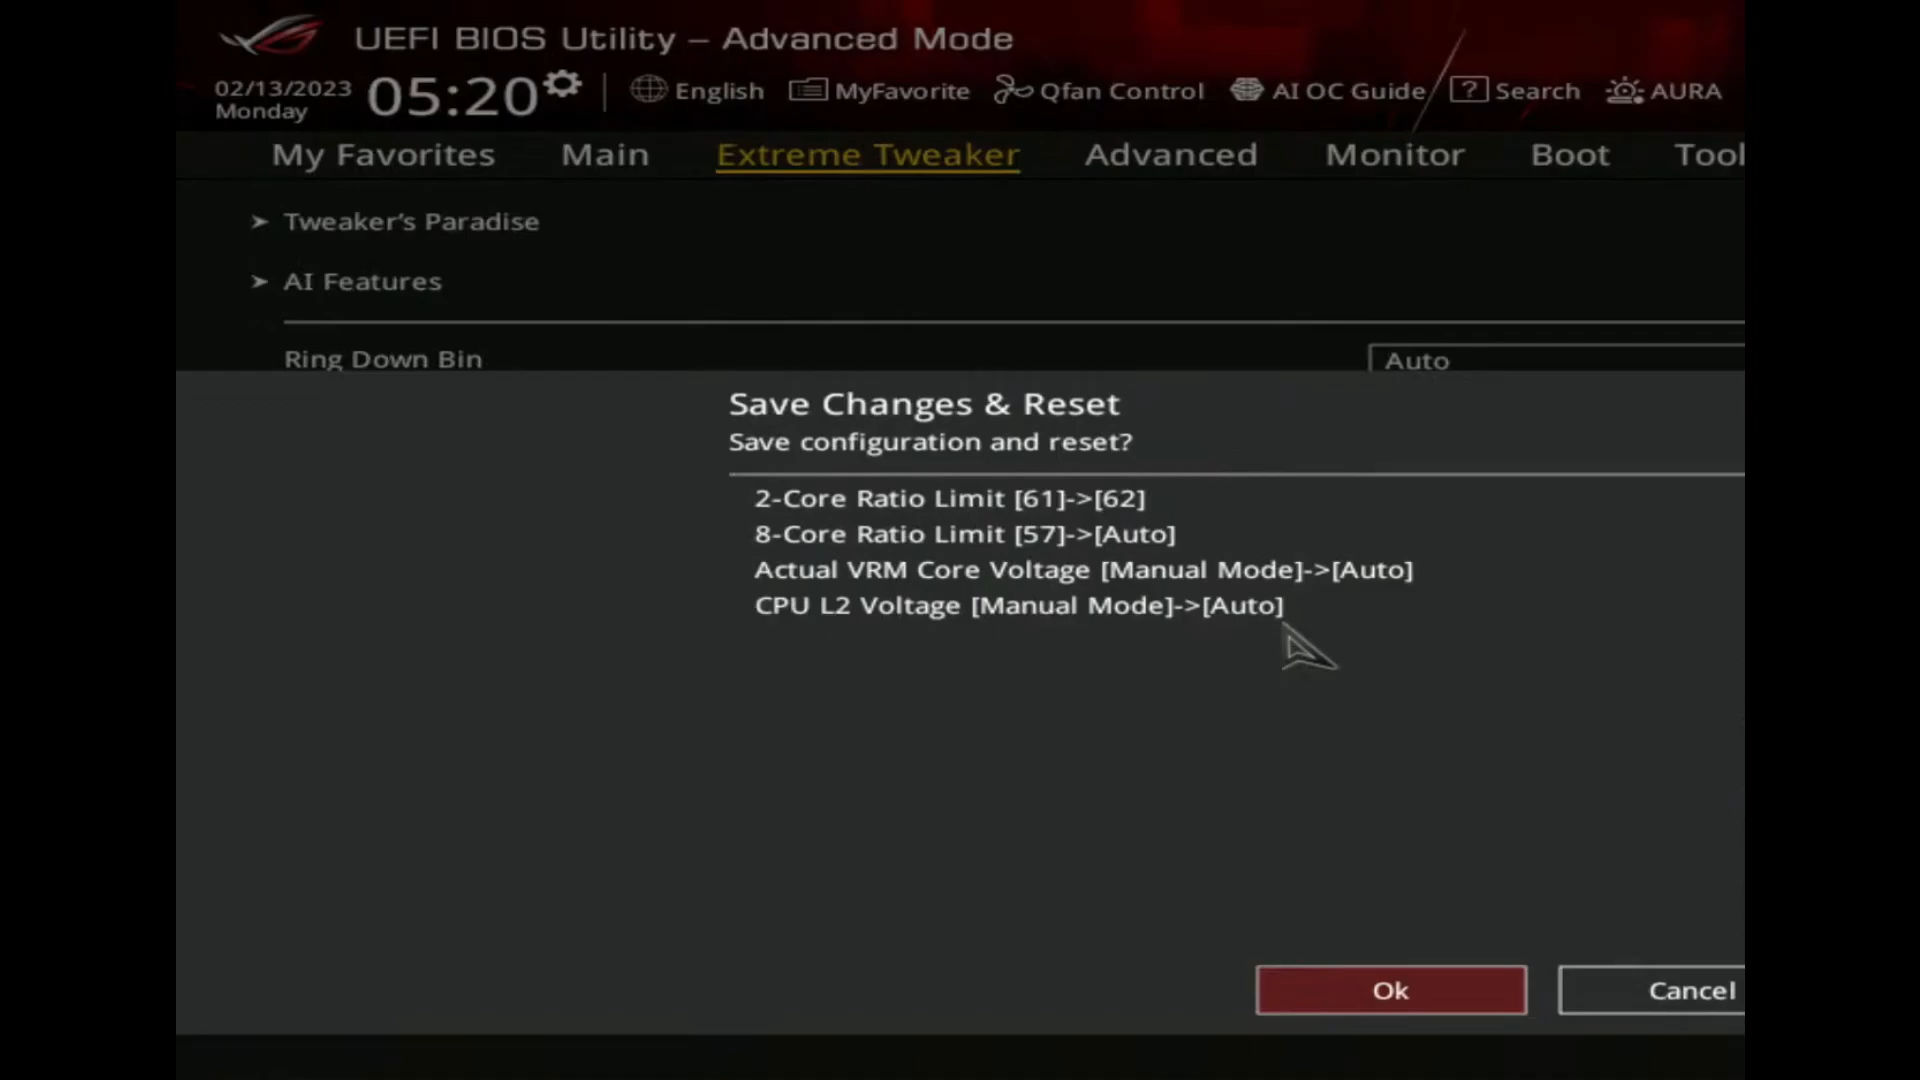 UEFI BIOS Utility – Advanced Mode
02/13/2023
Monday
05:20
English
MyFavorite
Qfan Control
AI OC Guide
? Search
AURA
My Favorites
Main
Extreme Tweaker
Advanced
Monitor
Boot
Tool
Tweaker's Paradise
AI Features
Ring Down Bin
Auto
Save Changes & Reset
Save configuration and reset?
2-Core Ratio Limit [61]->[62]
8-Core Ratio Limit [57]->[Auto]
Actual VRM Core Voltage [Manual Mode]->[Auto]
CPU L2 Voltage [Manual Mode]->[Auto]
Ok
Cancel